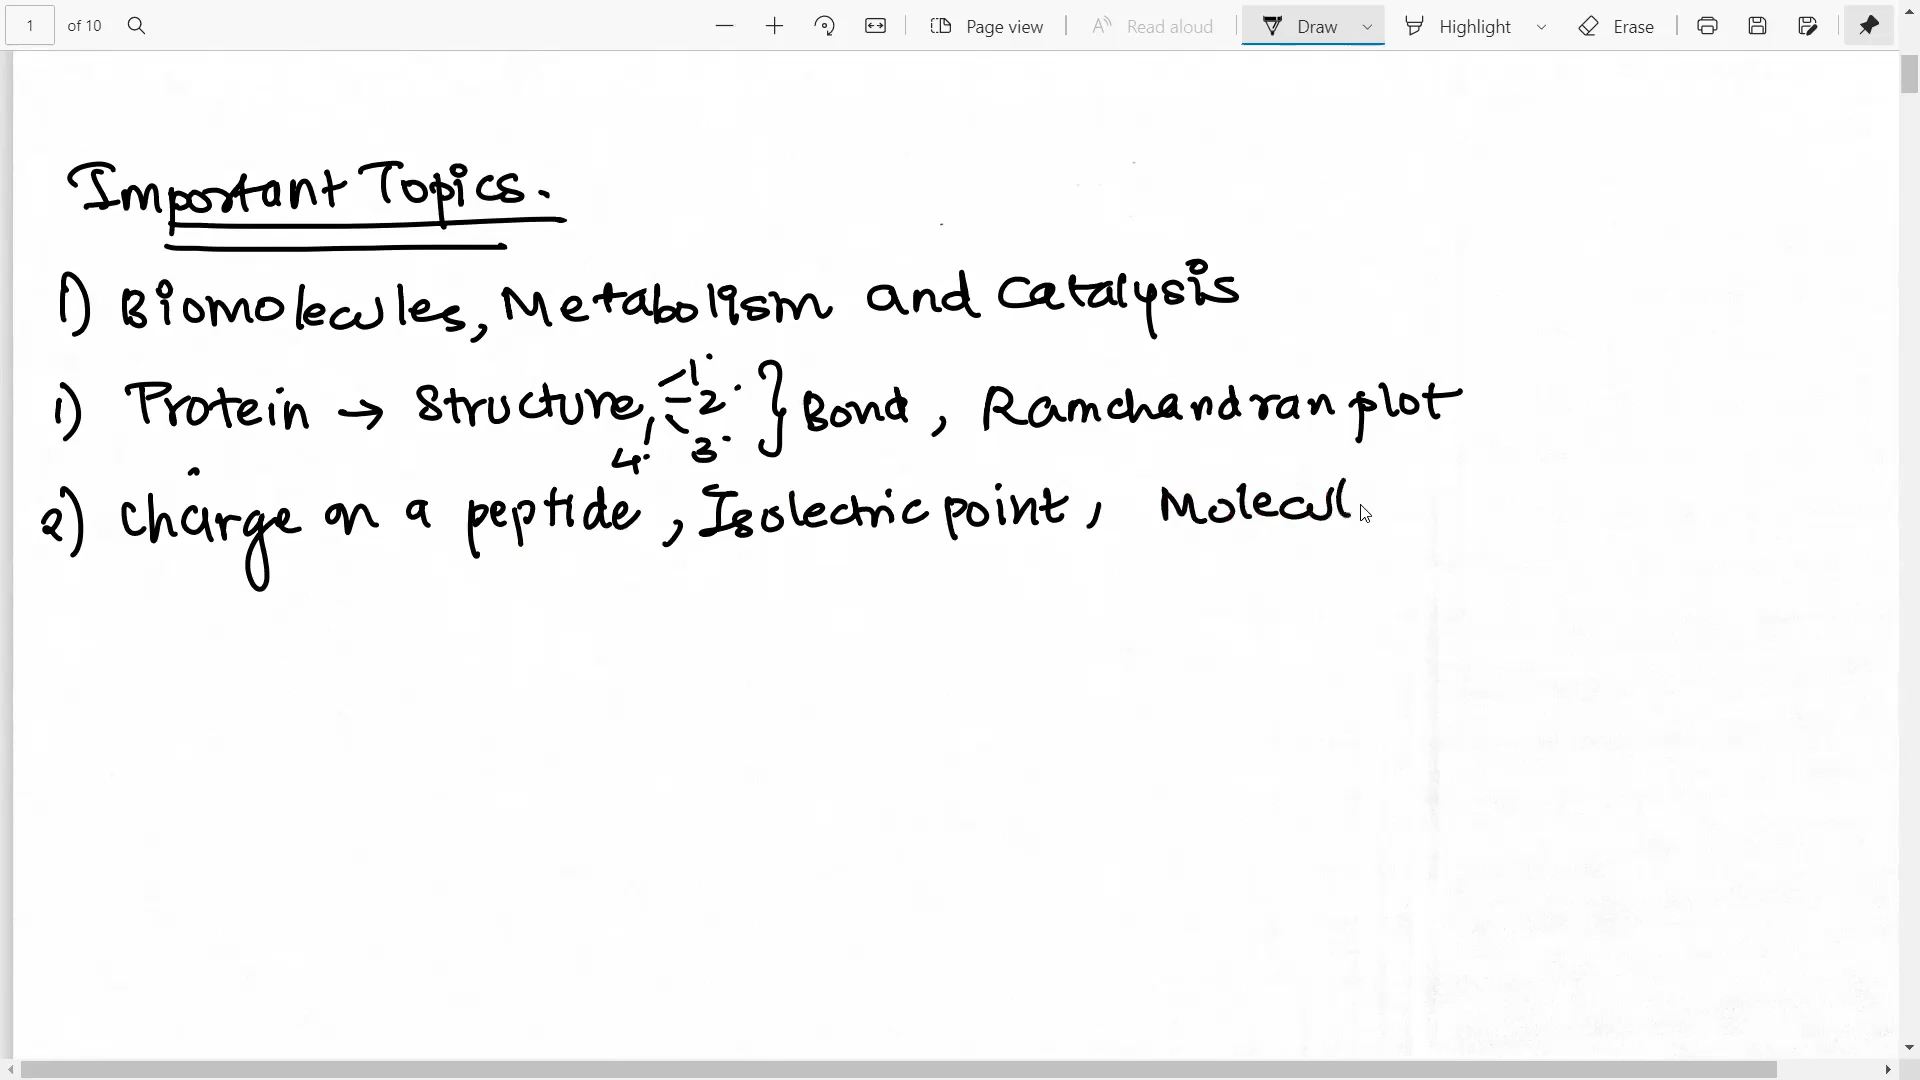 1 of 10 Page view Read aloud Draw Highlight Erase
Important Topics.
1) Biomolecules, Metabolism and Catalysis
1) Protein → Structure, 1° 2° 3° 4° } Bond, Ramchandran plot
2) Charge on a peptide, Isolectric point, Molecul